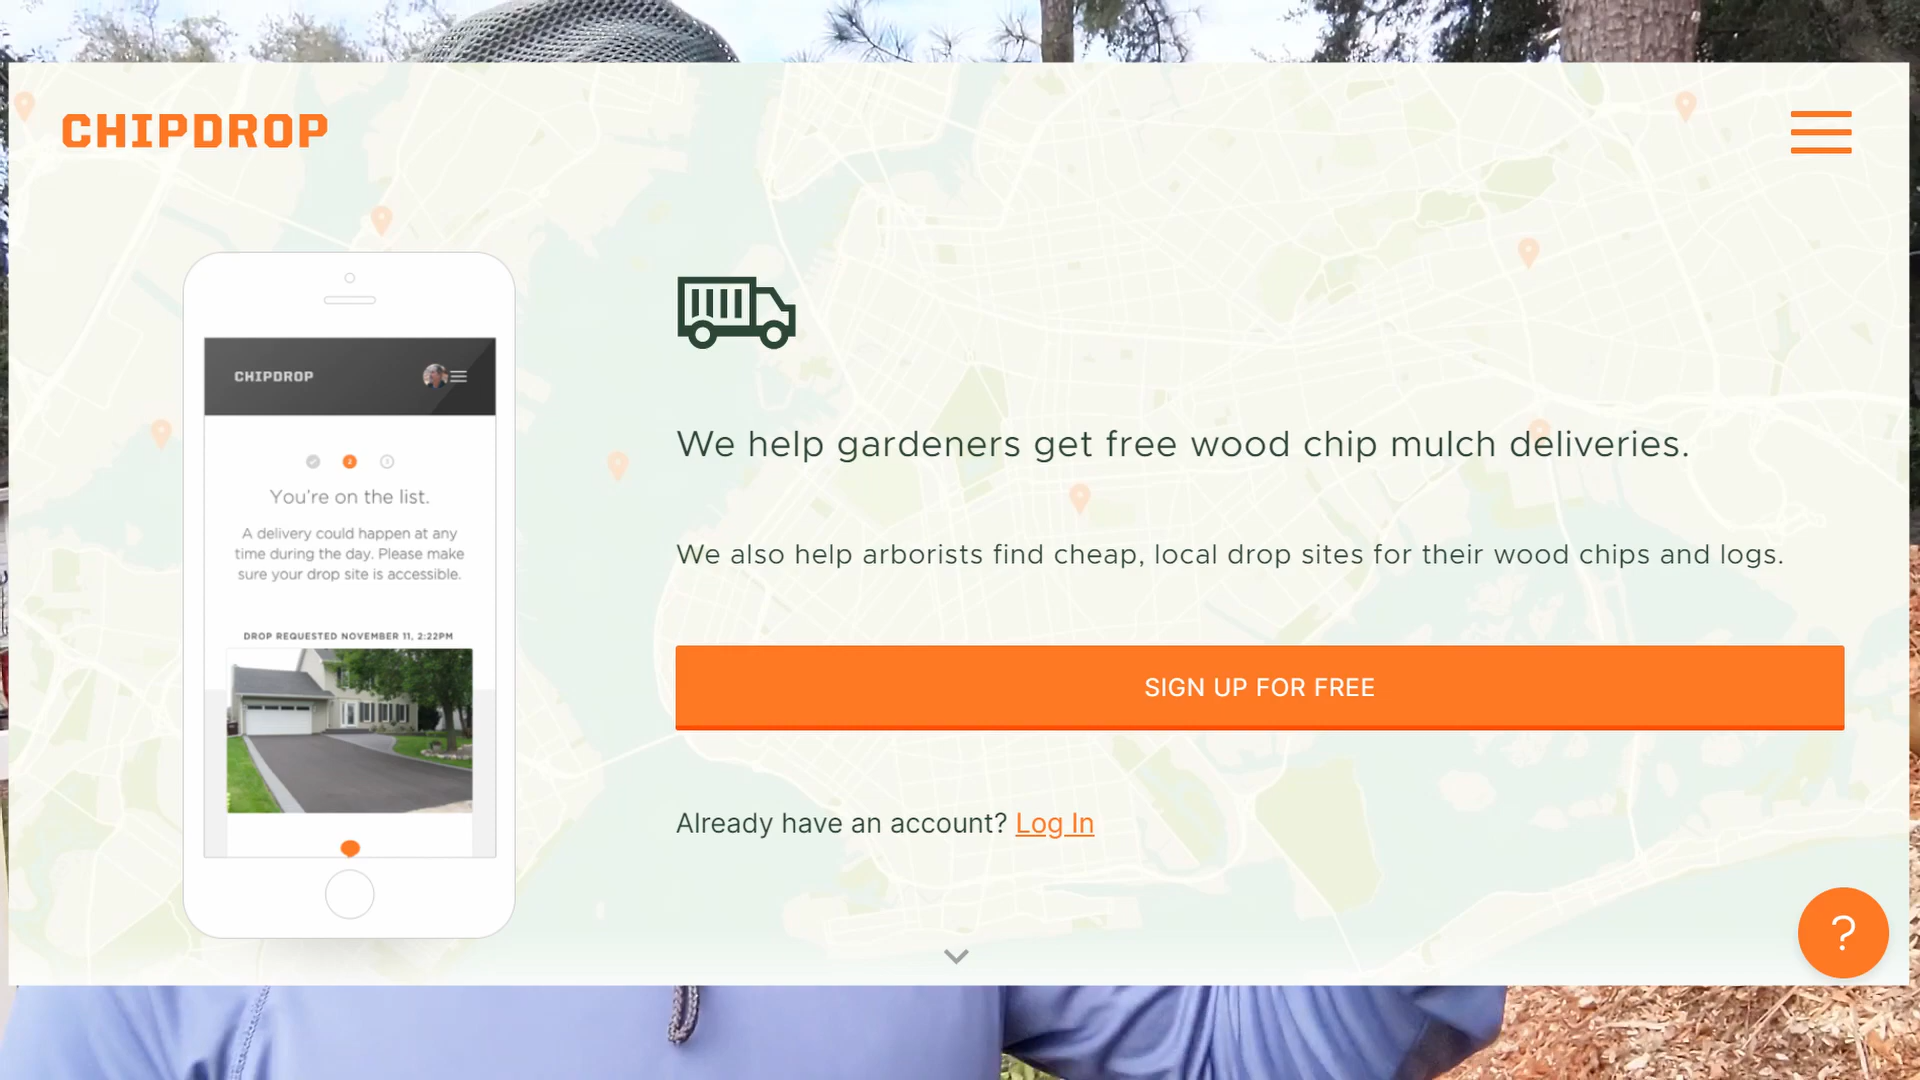 CHIPDROP
CHIPDROP
You're on the list.
A delivery could happen at any
time during the day. Please make
sure your drop site is accessible.
DROP REQUESTED NOVEMBER 11, 2:22PM
We help gardeners get free wood chip mulch deliveries.
We also help arborists find cheap, local drop sites for their wood chips and logs.
SIGN UP FOR FREE
Already have an account? Log In
?